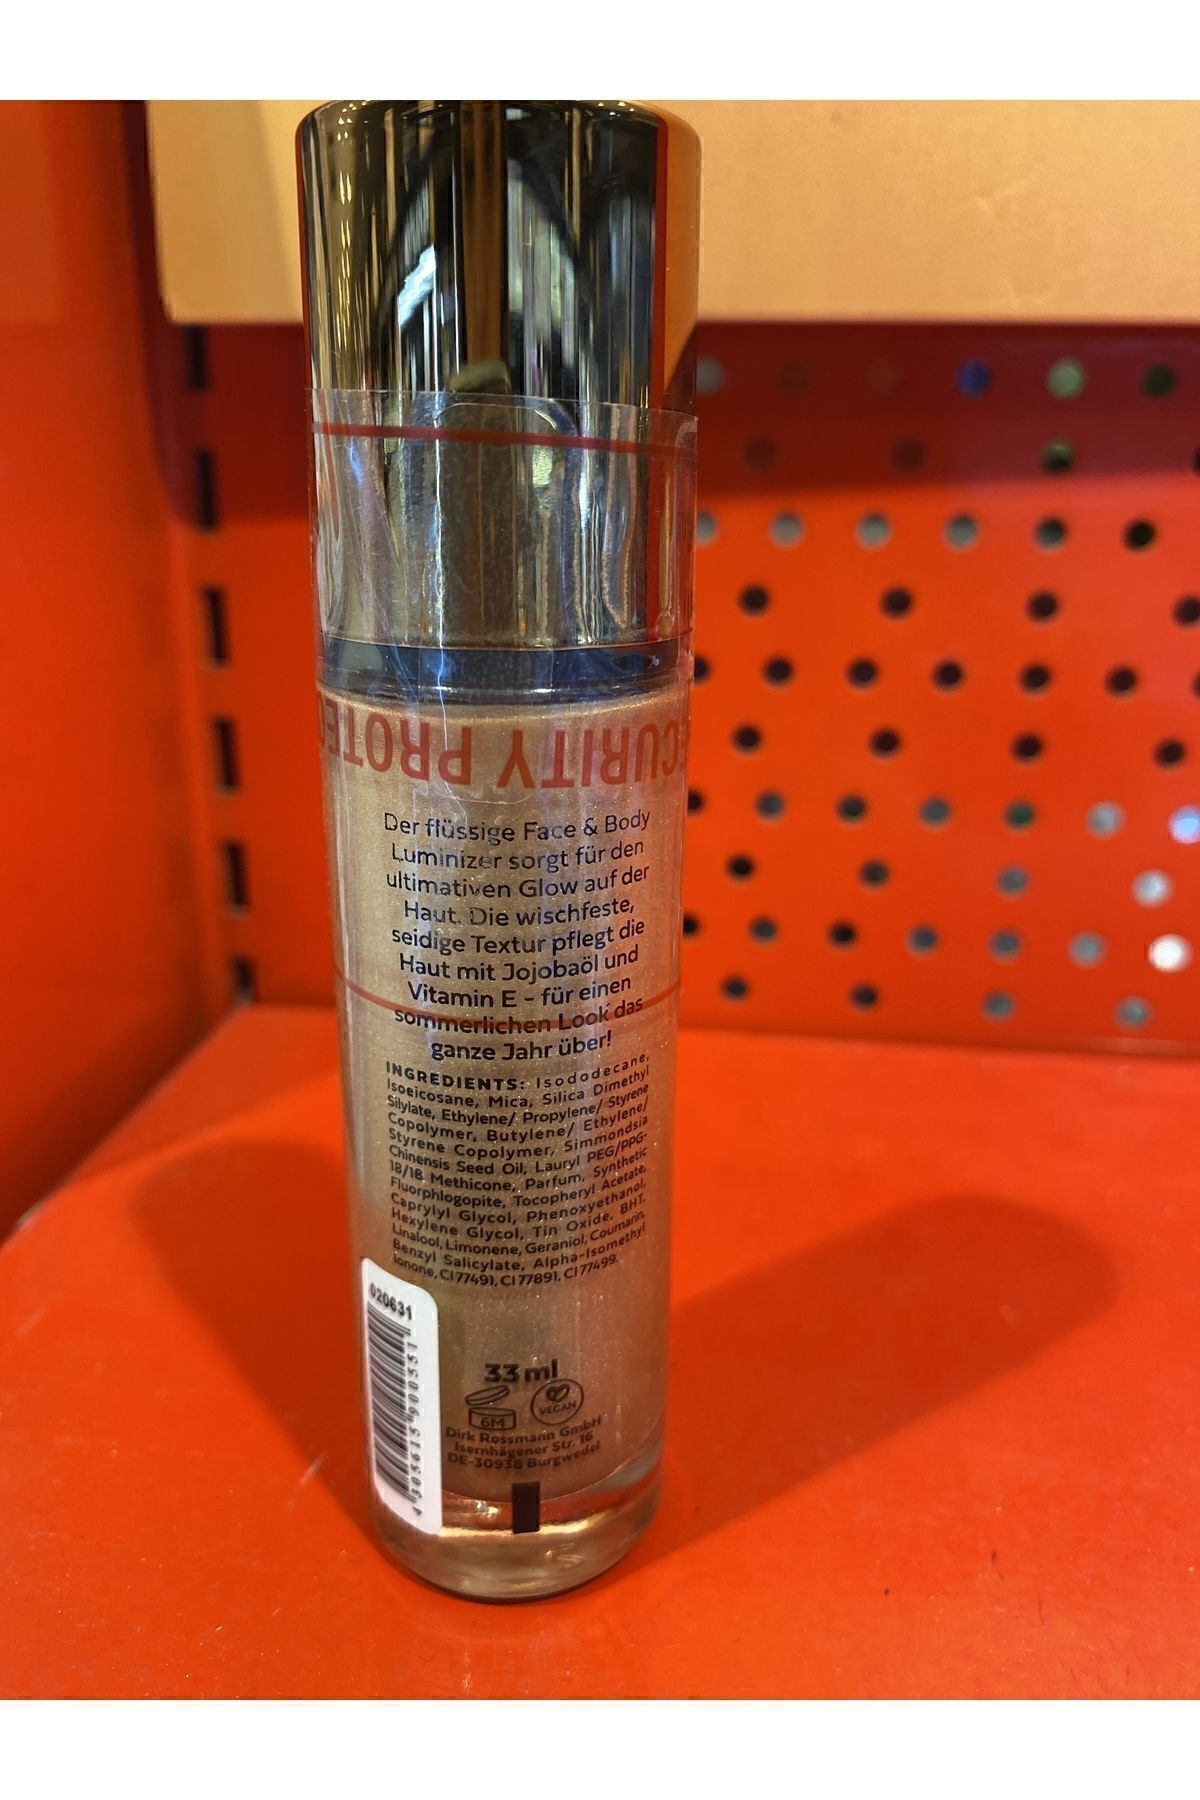 ECURITY PROTEC
Der flüssige Face & Body
Luminizer sorgt für den
ultimativen Glow auf der
Haut. Die wischfeste,
seidige Textur pflegt die
Haut mit Jojobaöl und
Vitamin E - für einen
sommerlichen Look das
ganze Jahr über!
INGREDIENTS: Isododecane,
Isoeicosane, Mica, Silica Dimethyl
Silylate, Ethylene/ Propylene/ Styrene
Copolymer, Butylene/ Ethylene/
Styrene Copolymer, Simmondsia
Chinensis Seed Oil, Lauryl PEG/PPG-
18/18 Methicone, Parfum, Synthetic
Fluorphlogopite, Tocopheryl Acetate,
Caprylyl Glycol, Phenoxyethanol,
Hexylene Glycol, Tin Oxide, BHT,
Linalool, Limonene, Geraniol, Coumarin,
Benzyl Salicylate, Alpha-Isomethyl
Ionone, CI 77491, CI 77891, CI 77499.
020631
4305615900551
33 ml
6M
VEGAN
Dirk Rossmann GmbH
Isernhägener Str. 16
DE-30938 Burgwedel